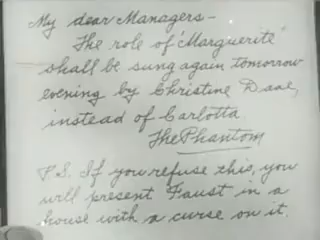 My dear Managers-
The role of "Marguerite"
shall be sung again tomorrow
evening by Christine Daae,
instead of Carlotta.
The Phantom
P.S. If you refuse this, you
will present Faust in a
house with a curse on it.